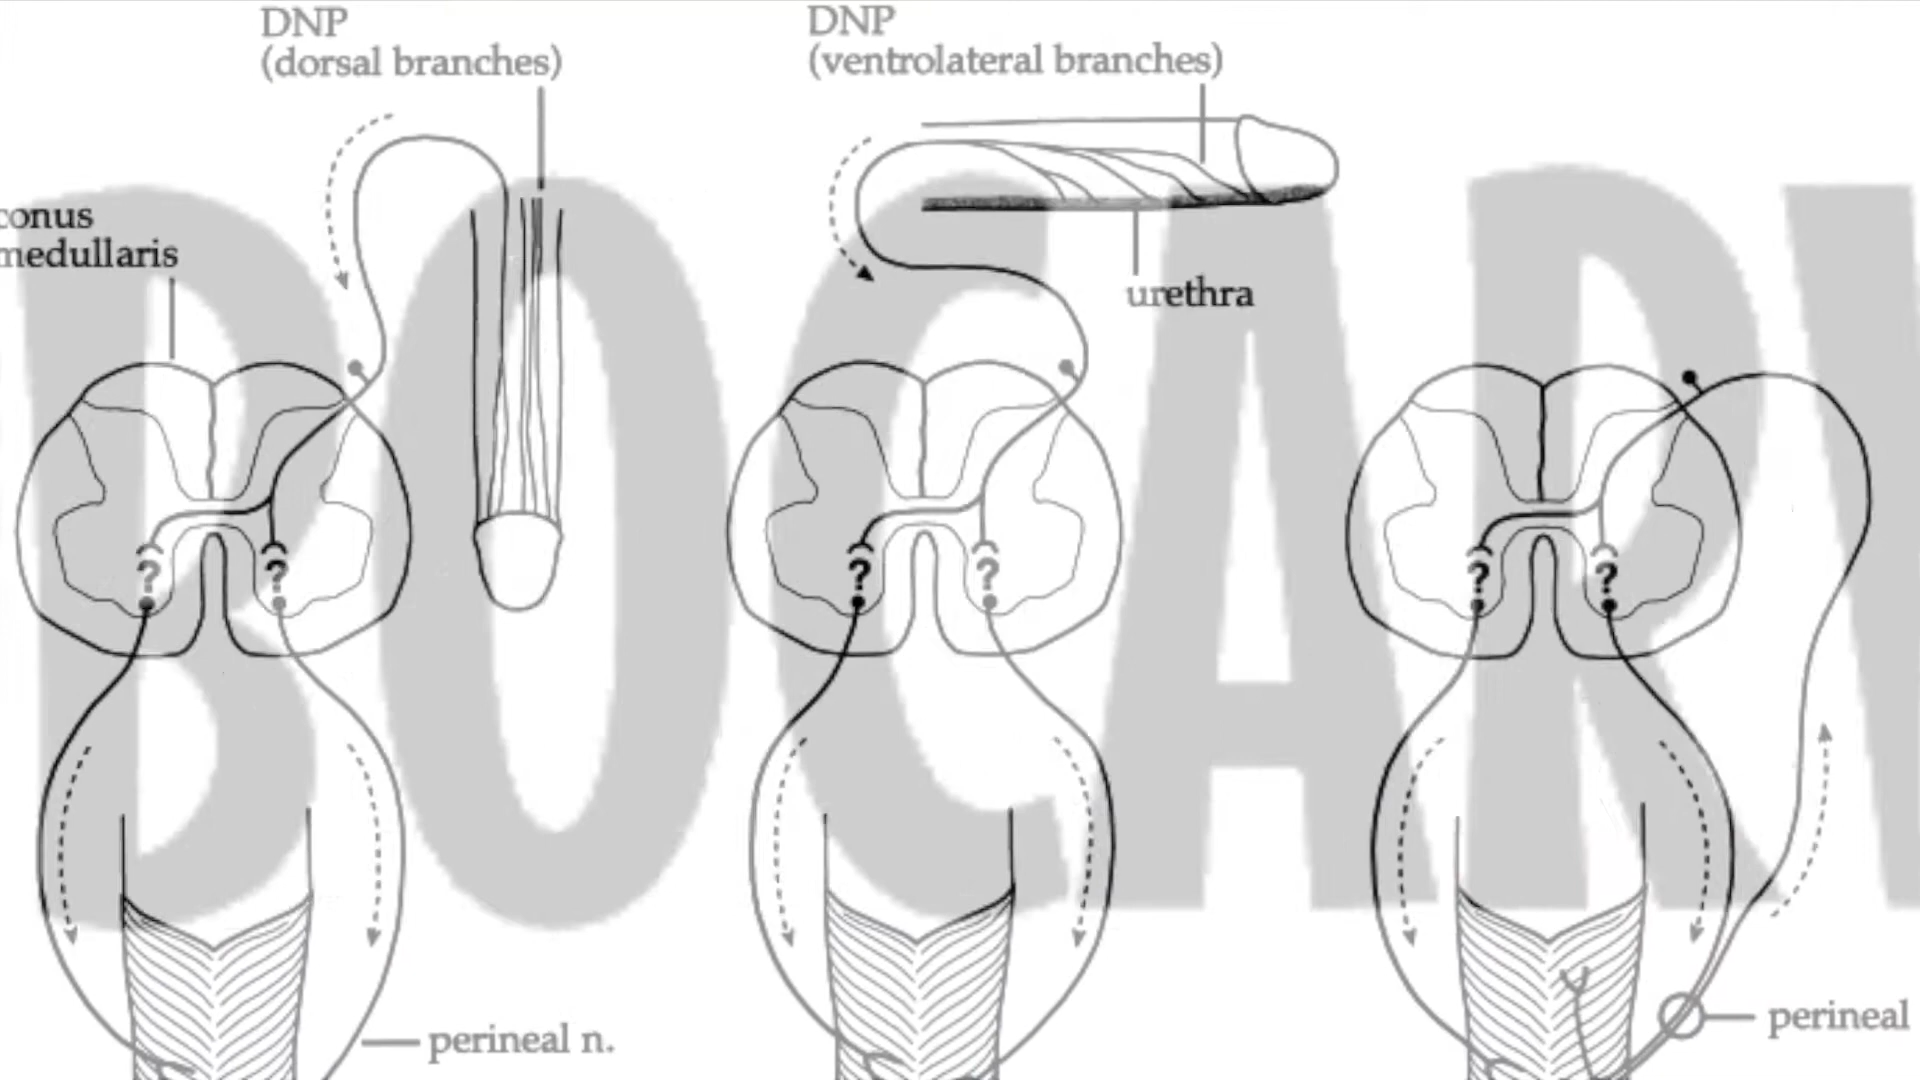 DNP
(dorsal branches)
DNP
(ventrolateral branches)
conus
medullaris
urethra
?
?
?
?
?
?
perineal n.
perineal